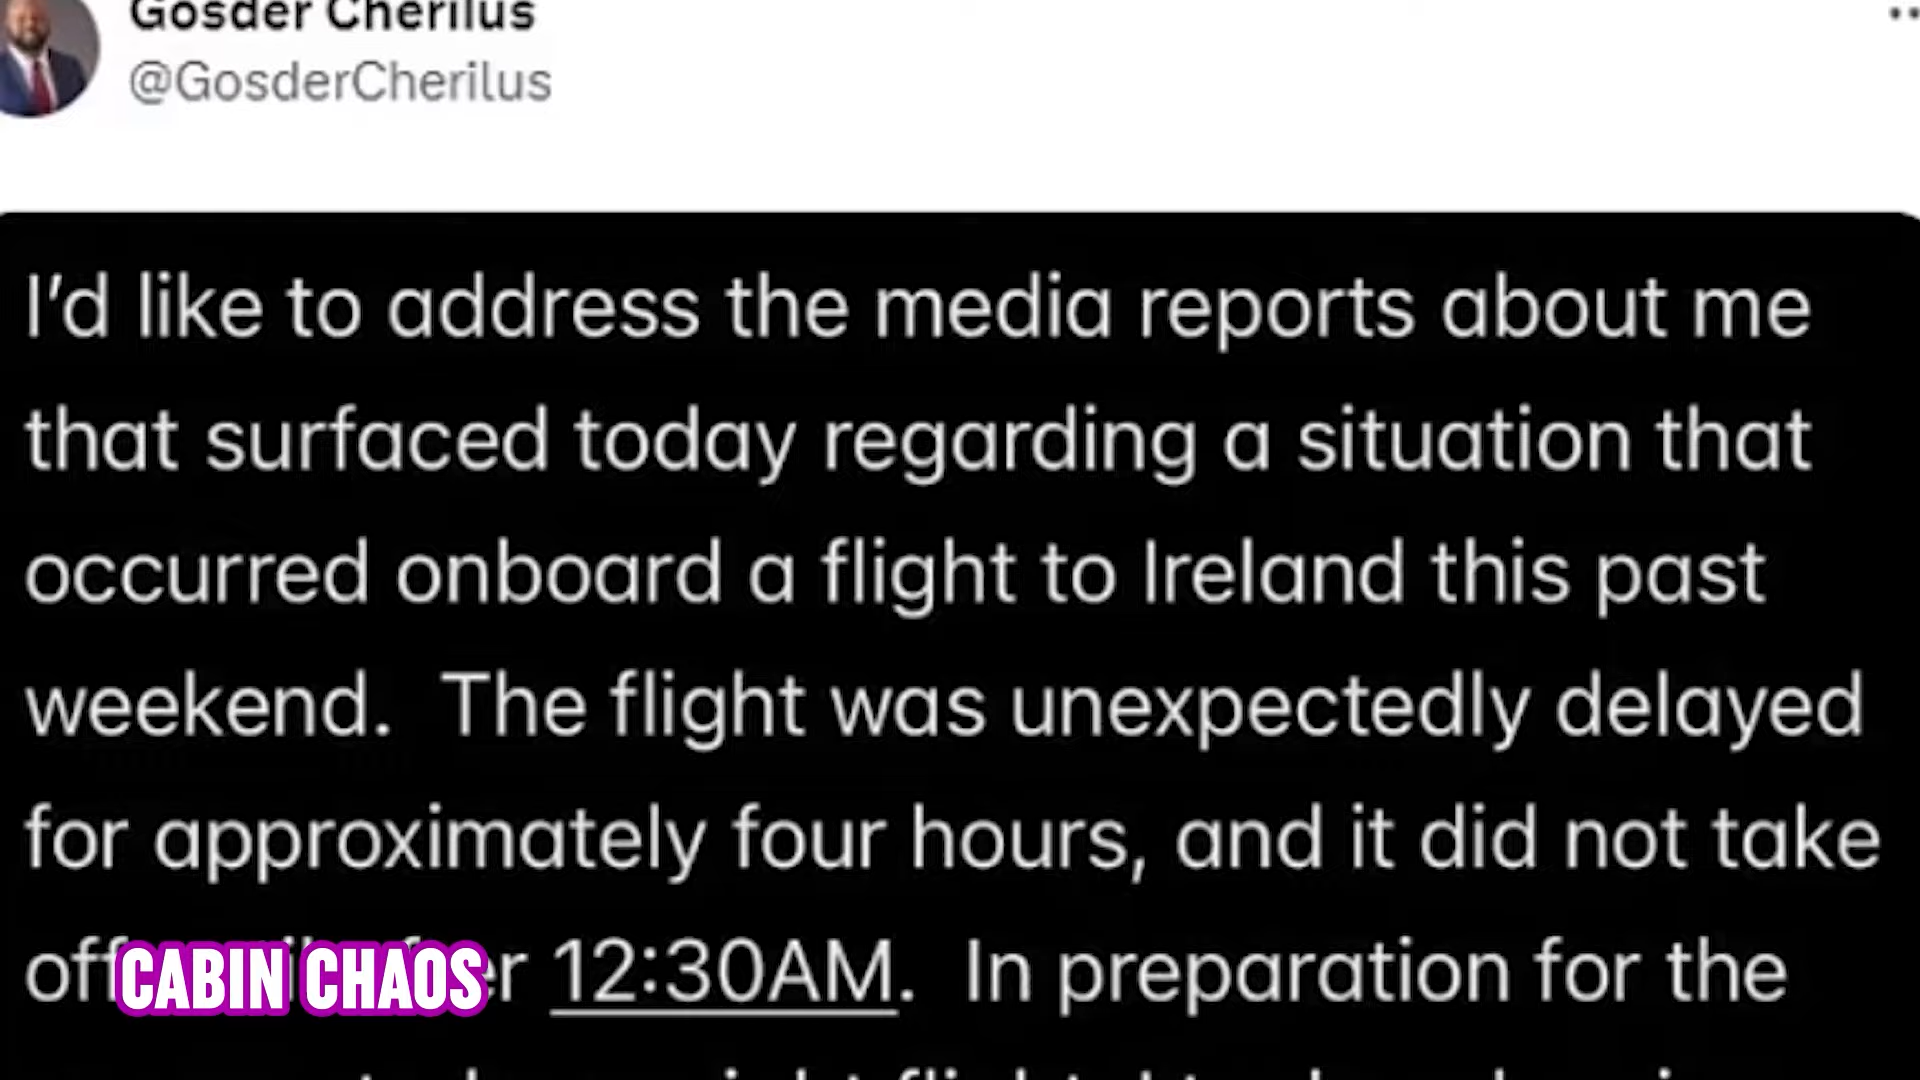 Gosder Cherilus
@GosderCherilus
I'd like to address the media reports about me
that surfaced today regarding a situation that
occurred onboard a flight to Ireland this past
weekend. The flight was unexpectedly delayed
for approximately four hours, and it did not take
off 12:30AM. In preparation for the
CABIN CHAOS